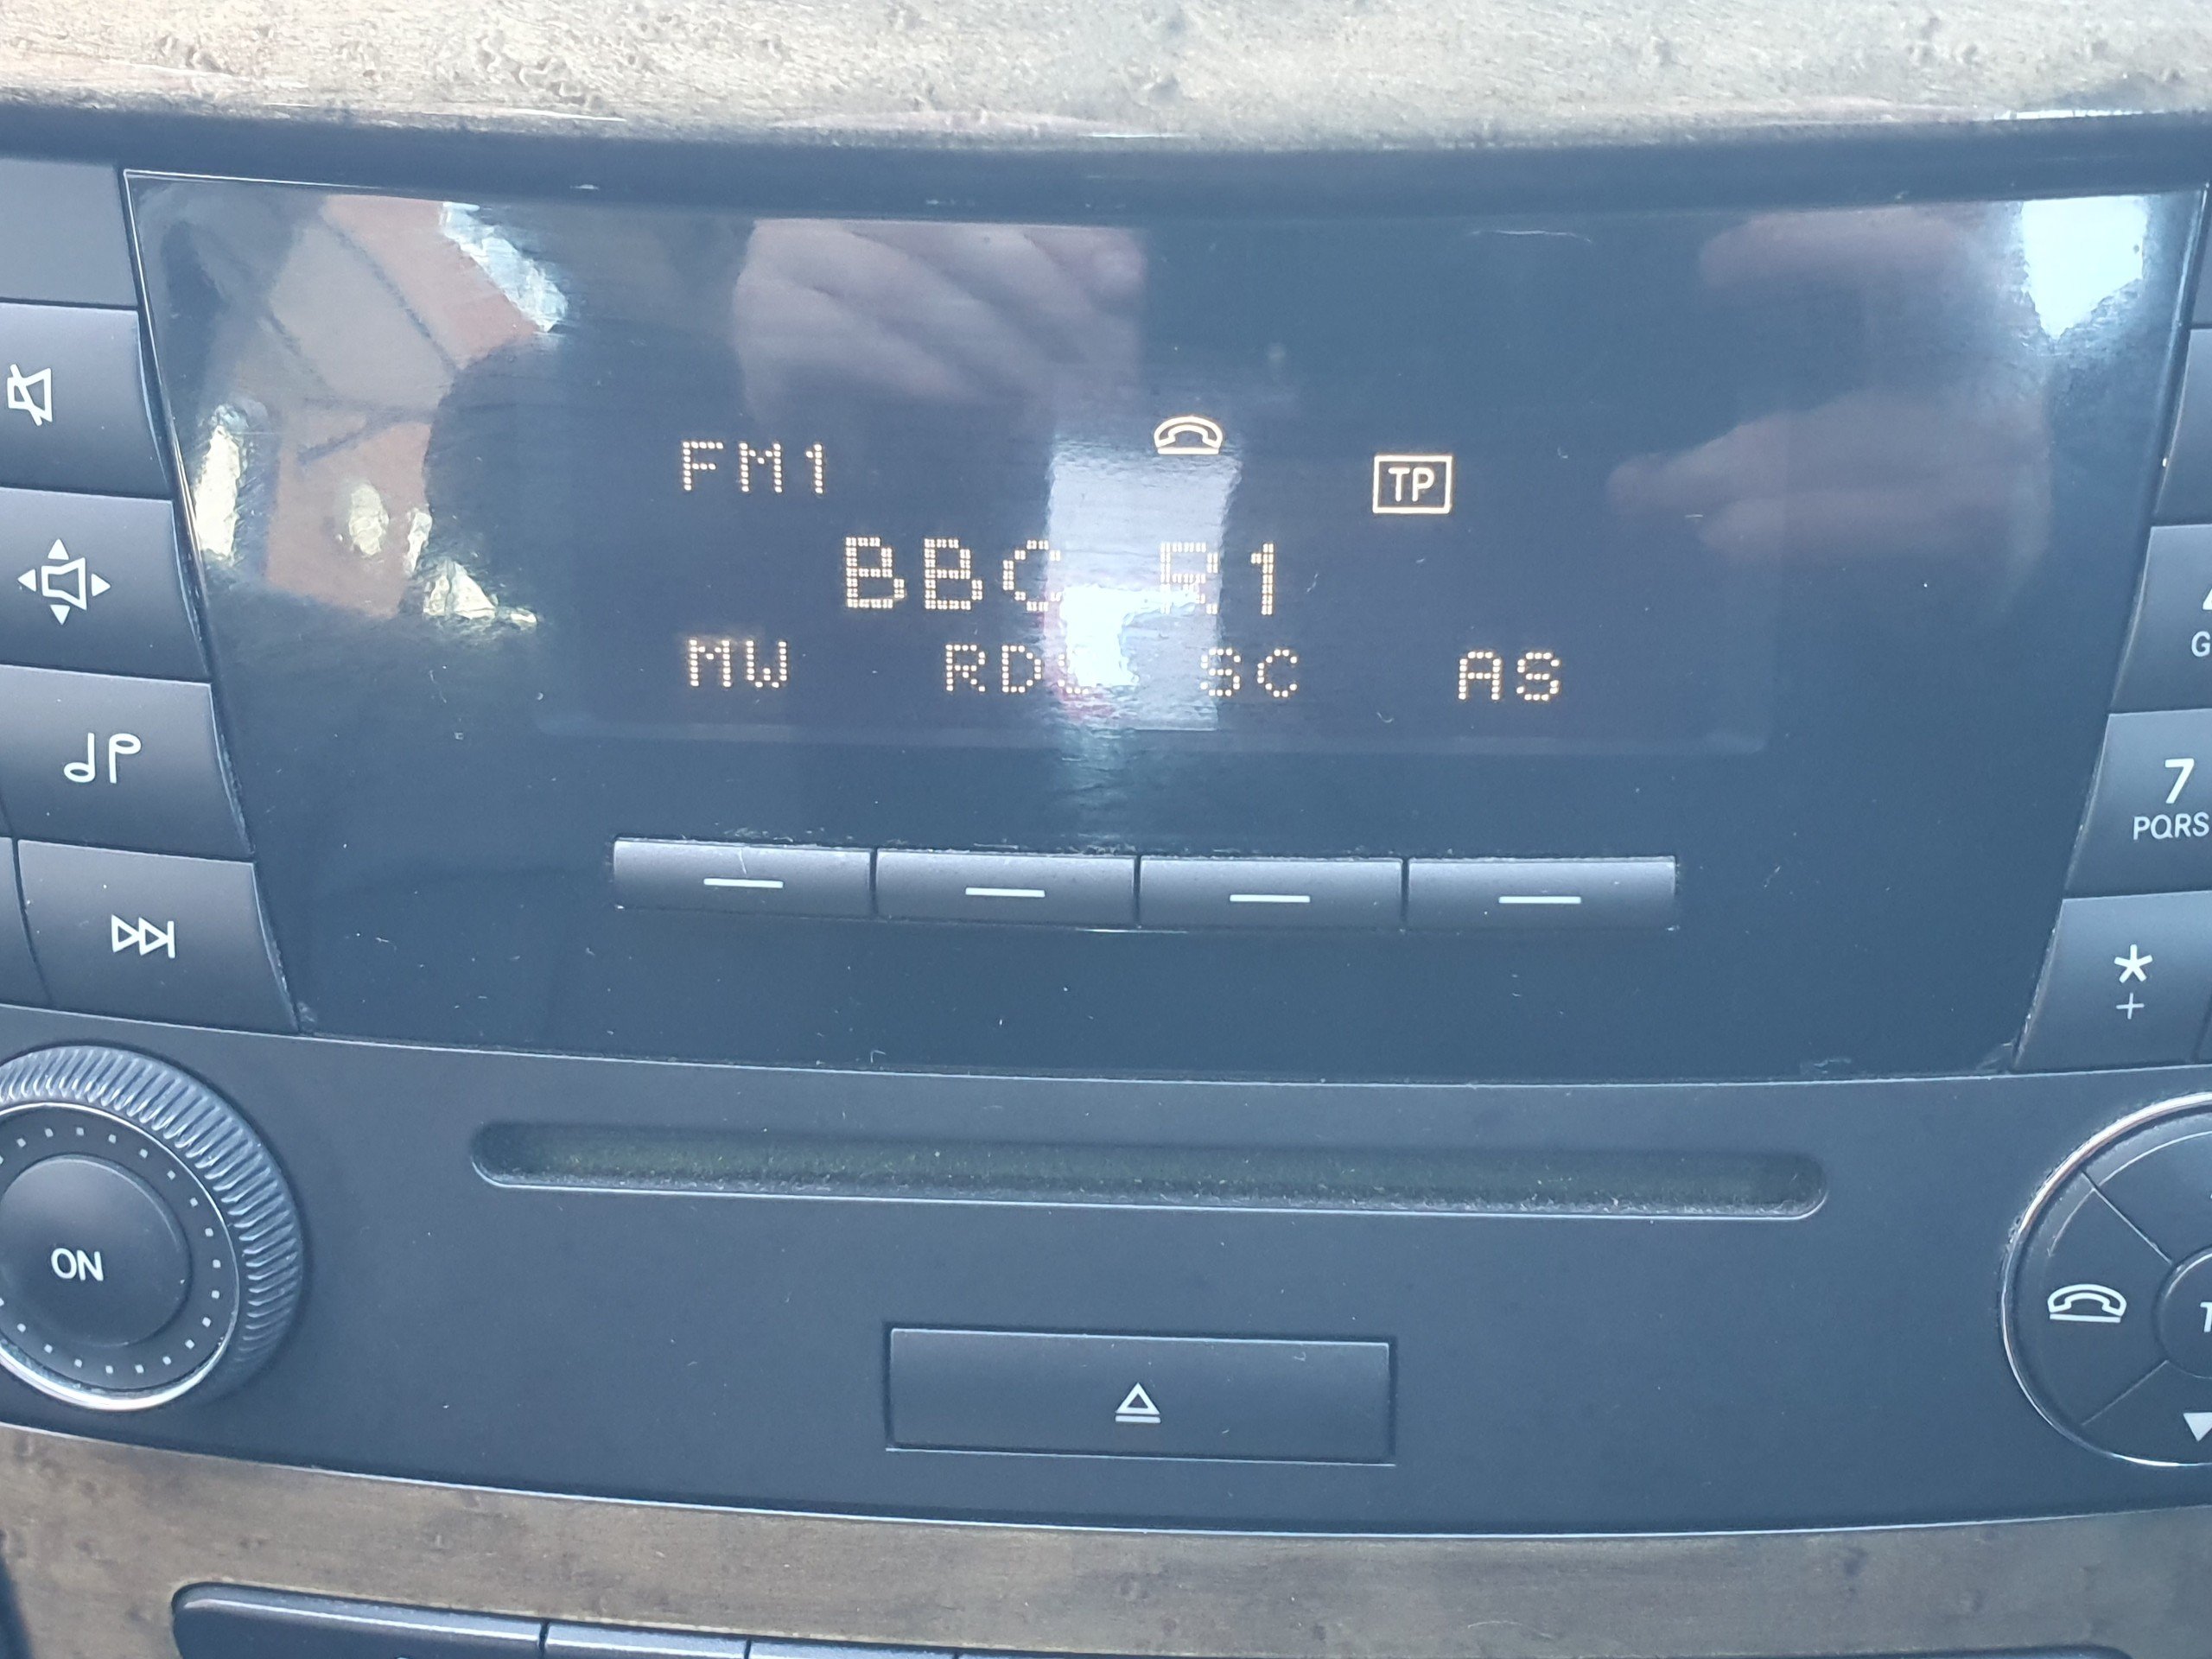 FM1 TP
BBC R1
MW SC AS
G
7
PQRS
*
+
ON